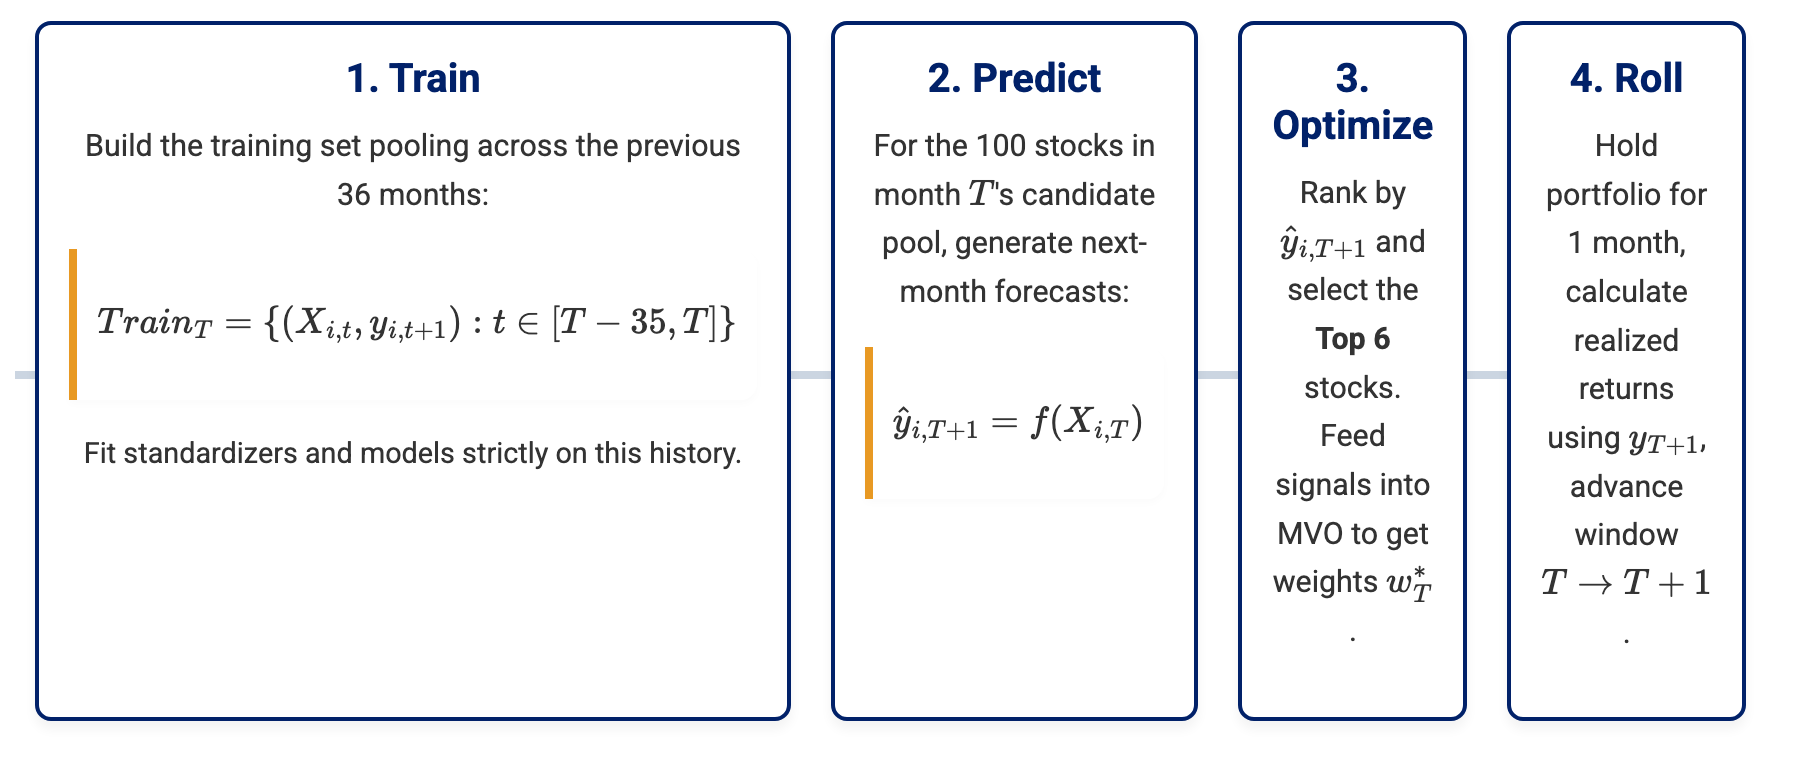 1. Train
Build the training set pooling across the previous
36 months:
Train_T = {(X_{i,t}, y_{i,t+1}) : t ∈ [T − 35, T]}
Fit standardizers and models strictly on this history.
2. Predict
For the 100 stocks in
month T's candidate
pool, generate next-
month forecasts:
ŷ_{i,T+1} = f(X_{i,T})
3.
Optimize
Rank by
ŷ_{i,T+1} and
select the
Top 6
stocks.
Feed
signals into
MVO to get
weights w*_T
.
4. Roll
Hold
portfolio for
1 month,
calculate
realized
returns
using y_{T+1},
advance
window
T → T + 1
.